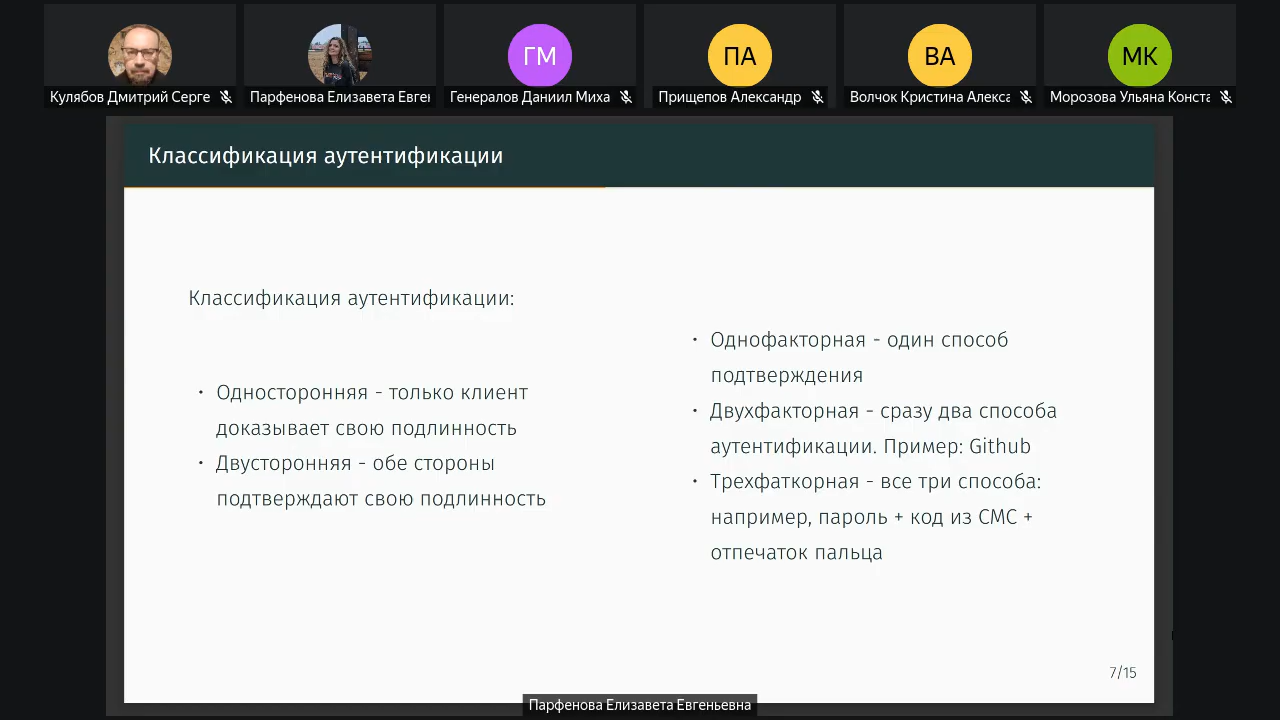 ГМ
ПА
ВА
МК
Кулябов Дмитрий Серге
Парфенова Елизавета Евген
Генералов Даниил Миха
Прищепов Александр
Волчок Кристина Алекса
Морозова Ульяна Конста
Классификация аутентификации
Классификация аутентификации:
• Односторонняя - только клиент
доказывает свою подлинность
• Двусторонняя - обе стороны
подтверждают свою подлинность
• Однофакторная - один способ
подтверждения
• Двухфакторная - сразу два способа
аутентификации. Пример: Github
• Трехфаткорная - все три способа:
например, пароль + код из СМС +
отпечаток пальца
7/15
Парфенова Елизавета Евгеньевна